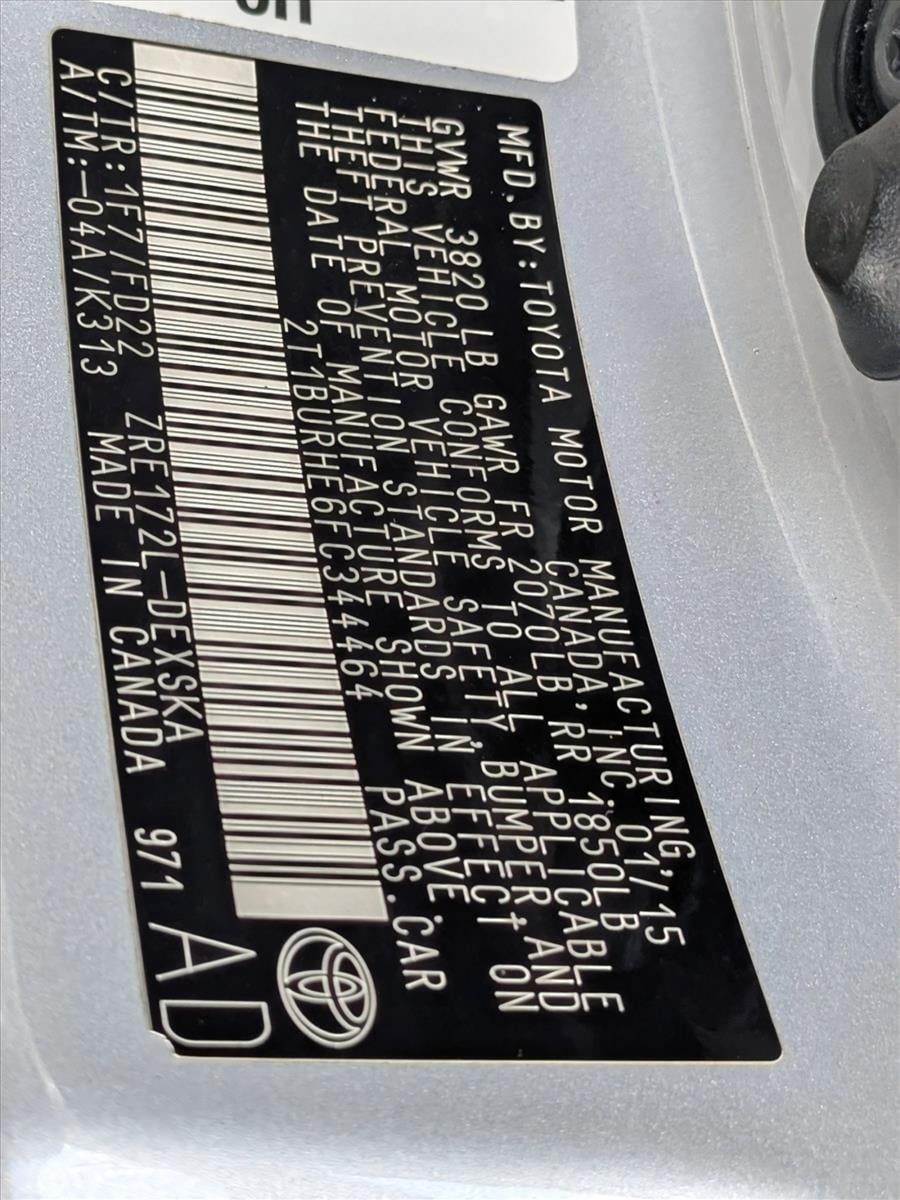 MFD. BY: TOYOTA MOTOR MANUFACTURING,
CANADA, INC. 01/15
GVWR 3820 LB GAWR FR 2070 LB RR 1850LB
THIS VEHICLE CONFORMS TO ALL APPLICABLE
FEDERAL MOTOR VEHICLE SAFETY, BUMPER, AND
THEFT PREVENTION STANDARDS IN EFFECT ON
THE DATE OF MANUFACTURE SHOWN ABOVE.
2T1BURHE6FC344464 PASS. CAR
C/TR:1F7/FD22 ZRE172L-DEXSKA
A/TM:-04A/K313 MADE IN CANADA 971 AD